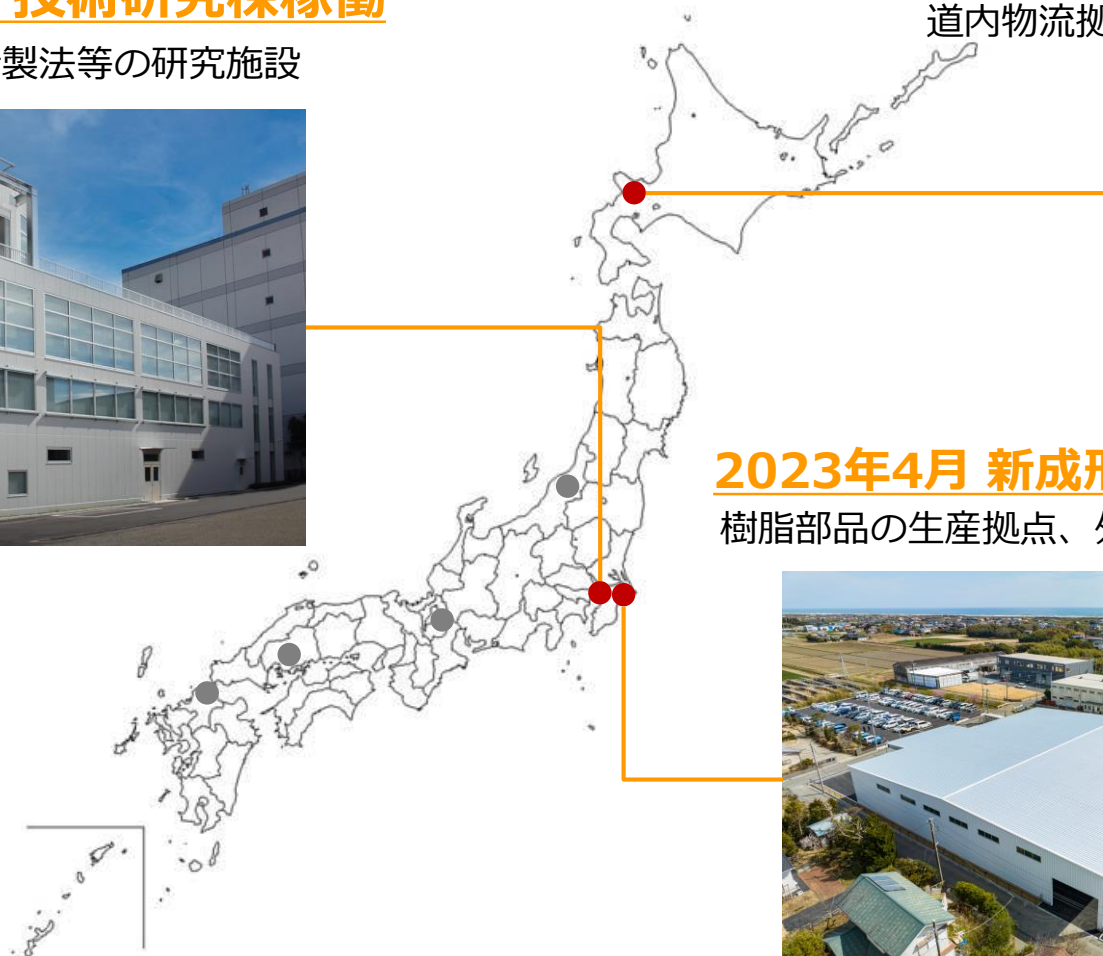 技術研究棟稼働
製法等の研究施設
道内物流拠
2023年4月 新成形
樹脂部品の生産拠点、